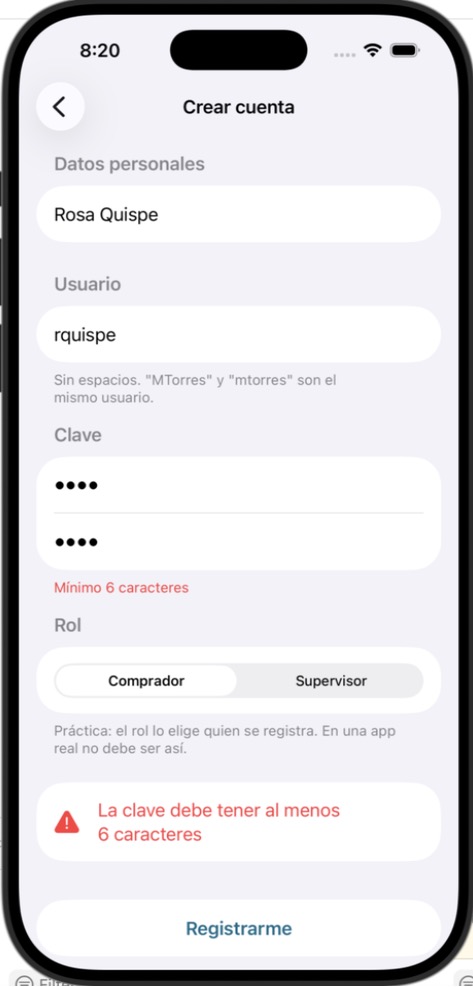 8:20
Crear cuenta
Datos personales
Rosa Quispe
Usuario
rquispe
Sin espacios. "MTorres" y "mtorres" son el
mismo usuario.
Clave
••••
••••
Mínimo 6 caracteres
Rol
Comprador
Supervisor
Práctica: el rol lo elige quien se registra. En una app
real no debe ser así.
La clave debe tener al menos
6 caracteres
Registrarme